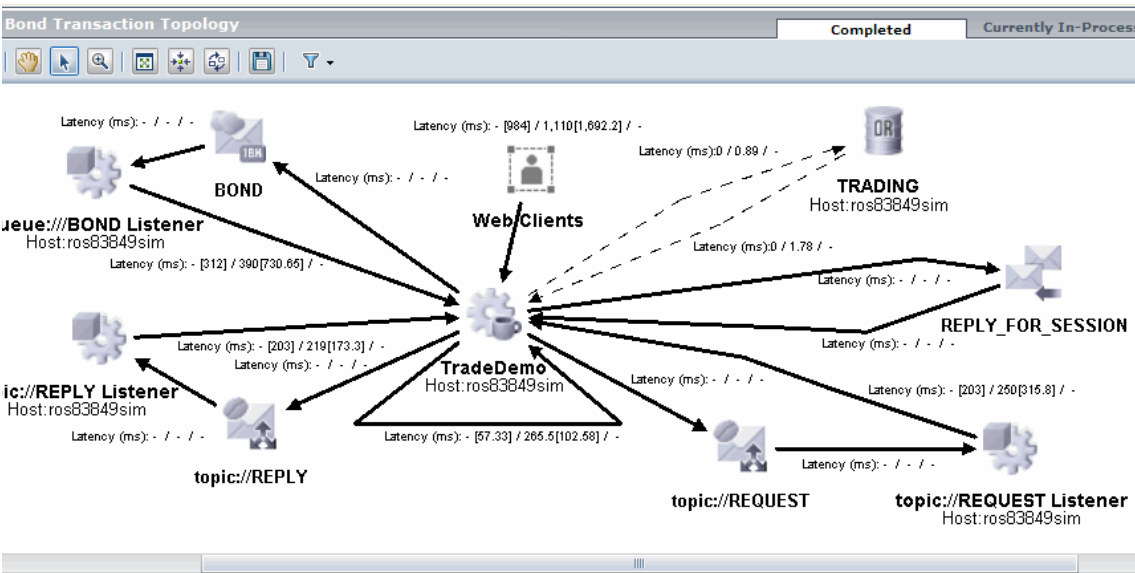 Bond Transaction Topology
Completed
Currently In-Process
Latency (ms): - / - / -
Latency (ms): - [984] / 1,110[1,692.2] / -
OR
Latency (ms):0 / 0.89 / -
IBM
BOND
Latency (ms): - / - / -
TRADING
Host:ros83849sim
Web Clients
ueue:///BOND Listener
Host:ros83849sim
Latency (ms):0 / 1.78 / -
Latency (ms): - [312] / 390[730.65] / -
Latency (ms): - / - / -
REPLY_FOR_SESSION
Latency (ms): - [203] / 219[173.3] / -
Latency (ms): - / - / -
Latency (ms): - / - / -
TradeDemo
Host:ros83849sim
Latency (ms): - / - / -
ic://REPLY Listener
Host:ros83849sim
Latency (ms): - [203] / 250[315.8] / -
Latency (ms): - / - / -
Latency (ms): - [57.33] / 265.5[102.58] / -
Latency (ms): - / - / -
topic://REPLY
topic://REQUEST
topic://REQUEST Listener
Host:ros83849sim